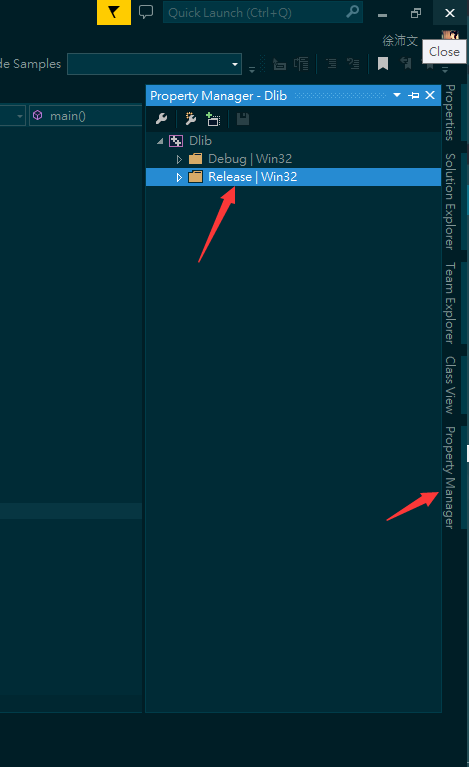 Quick Launch (Ctrl+Q)
徐沛文
Close
de Samples
main()
Property Manager - Dlib
Dlib
Debug | Win32
Release | Win32
Properties
Solution Explorer
Team Explorer
Class View
Property Manager